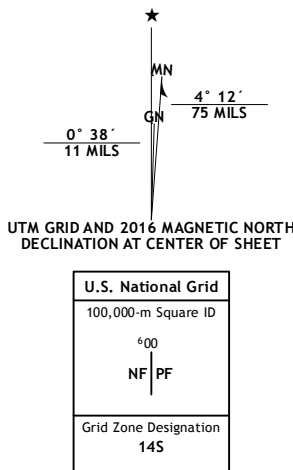 ★
MN
GN
4° 12´
75 MILS
0° 38´
11 MILS
UTM GRID AND 2016 MAGNETIC NORTH
DECLINATION AT CENTER OF SHEET
U.S. National Grid
100,000-m Square ID
⁶00
NF PF
Grid Zone Designation
14S